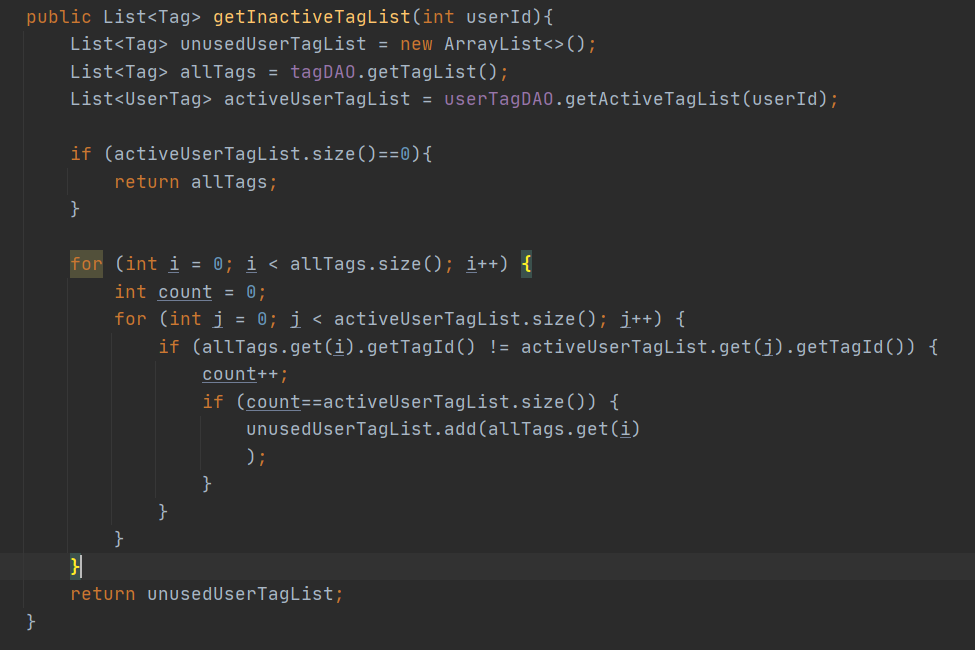 public List<Tag> getInactiveTagList(int userId){
    List<Tag> unusedUserTagList = new ArrayList<>();
    List<Tag> allTags = tagDAO.getTagList();
    List<UserTag> activeUserTagList = userTagDAO.getActiveTagList(userId);

    if (activeUserTagList.size()==0){
        return allTags;
    }

    for (int i = 0; i < allTags.size(); i++) {
        int count = 0;
        for (int j = 0; j < activeUserTagList.size(); j++) {
            if (allTags.get(i).getTagId() != activeUserTagList.get(j).getTagId()) {
                count++;
                if (count==activeUserTagList.size()) {
                    unusedUserTagList.add(allTags.get(i)
                    );
                }
            }
        }
    }
    return unusedUserTagList;
}